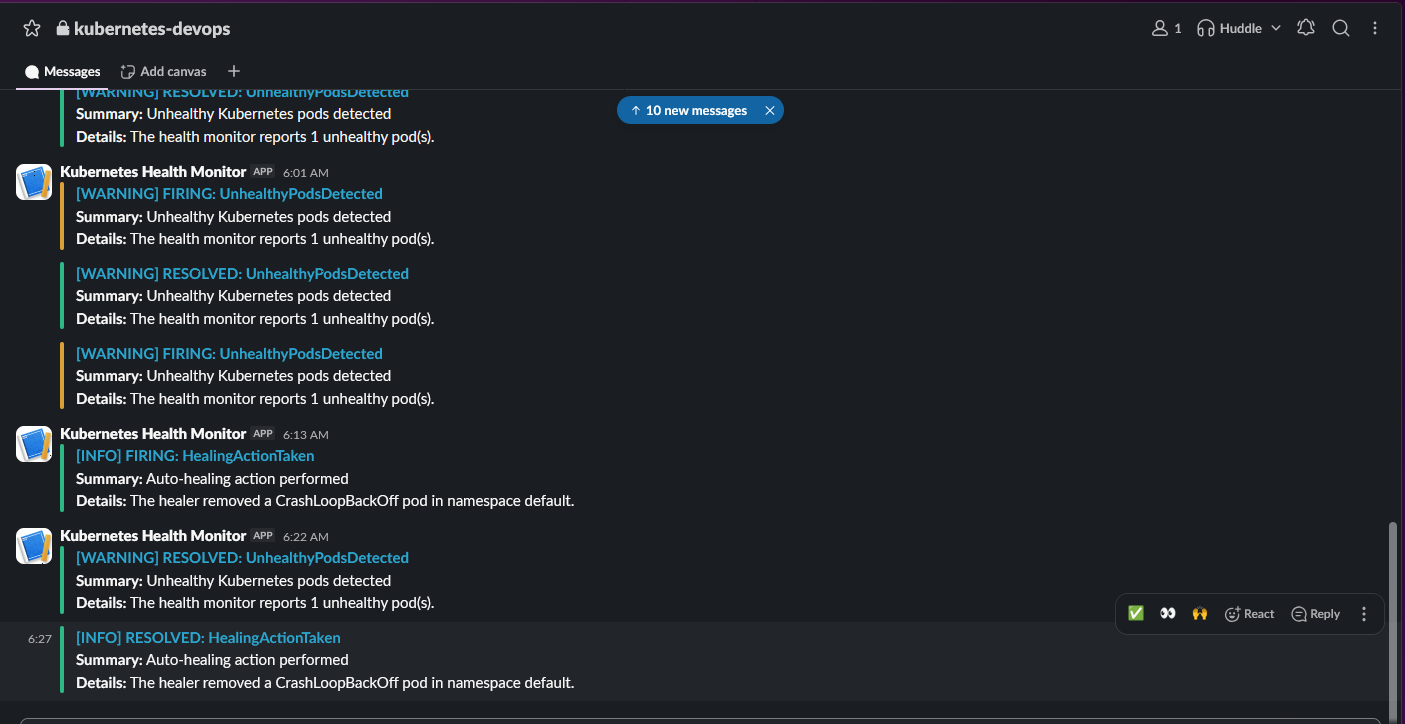 kubernetes-devops
1
Huddle
Messages
Add canvas
[WARNING] RESOLVED: UnhealthyPodsDetected
10 new messages
Summary: Unhealthy Kubernetes pods detected
Details: The health monitor reports 1 unhealthy pod(s).
Kubernetes Health Monitor APP 6:01 AM
[WARNING] FIRING: UnhealthyPodsDetected
Summary: Unhealthy Kubernetes pods detected
Details: The health monitor reports 1 unhealthy pod(s).
[WARNING] RESOLVED: UnhealthyPodsDetected
Summary: Unhealthy Kubernetes pods detected
Details: The health monitor reports 1 unhealthy pod(s).
[WARNING] FIRING: UnhealthyPodsDetected
Summary: Unhealthy Kubernetes pods detected
Details: The health monitor reports 1 unhealthy pod(s).
Kubernetes Health Monitor APP 6:13 AM
[INFO] FIRING: HealingActionTaken
Summary: Auto-healing action performed
Details: The healer removed a CrashLoopBackOff pod in namespace default.
Kubernetes Health Monitor APP 6:22 AM
[WARNING] RESOLVED: UnhealthyPodsDetected
Summary: Unhealthy Kubernetes pods detected
Details: The health monitor reports 1 unhealthy pod(s).
React
Reply
6:27
[INFO] RESOLVED: HealingActionTaken
Summary: Auto-healing action performed
Details: The healer removed a CrashLoopBackOff pod in namespace default.